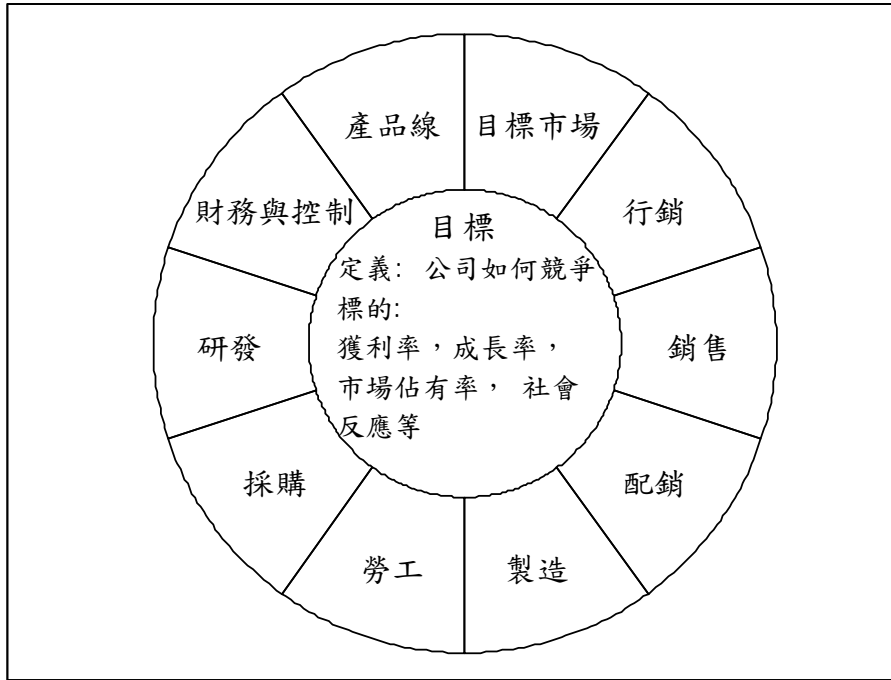 產品線
目標市場
財務與控制
行銷
目標
定義: 公司如何競爭
標的:
獲利率，成長率，
市場佔有率， 社會
反應等
研發
銷售
採購
配銷
勞工
製造